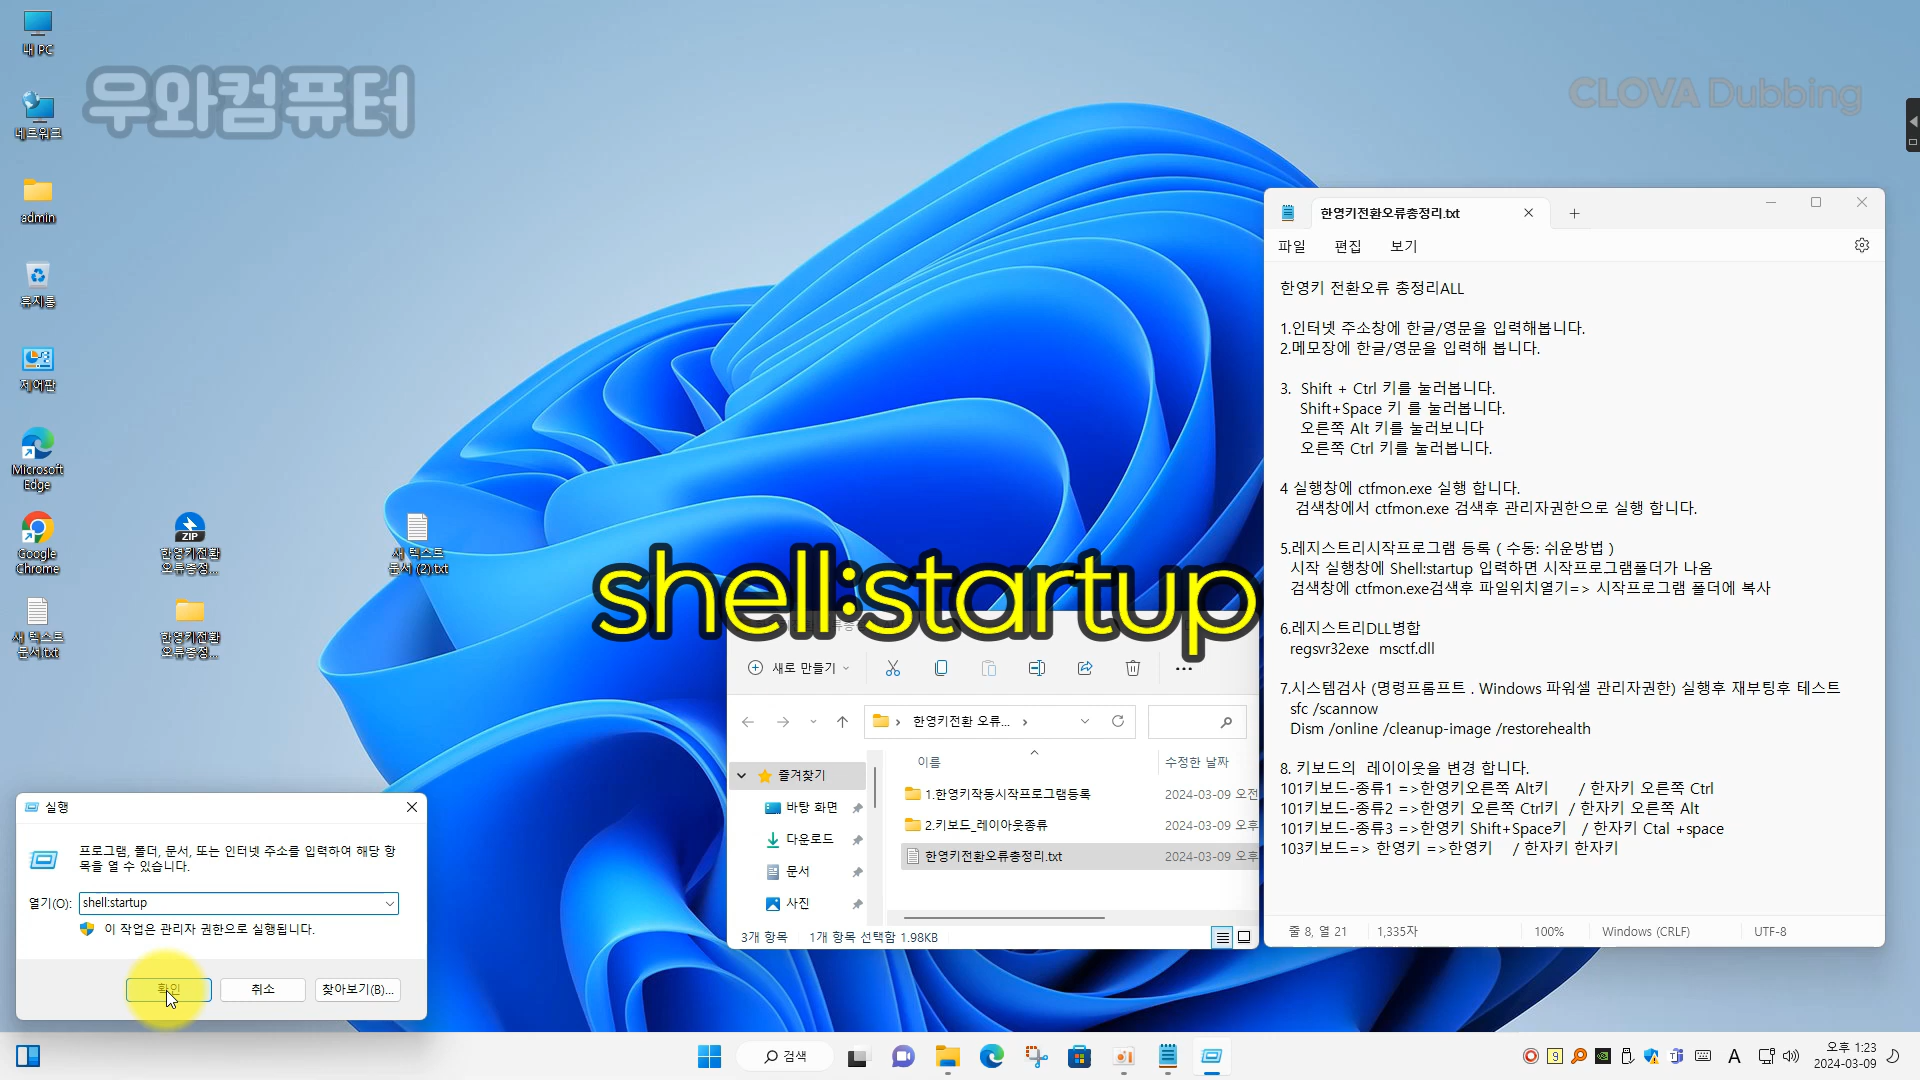 내 PC
우와컴퓨터
CLOVA Dubbing
네트워크
admin
휴지통
제어판
Microsoft Edge
Google Chrome
한영키전환 오류총정...
새 텍스트 문서 (2).txt
새 텍스트 문서.txt
한영키전환 오류총정...
shell:startup
한영키전환오류총정리.txt
파일 편집 보기
한영키 전환오류 총정리ALL
1.인터넷 주소창에 한글/영문을 입력해봅니다.
2.메모장에 한글/영문을 입력해 봅니다.
3. Shift + Ctrl 키를 눌러봅니다.
Shift+Space 키 를 눌러봅니다.
오른쪽 Alt 키를 눌러보니다
오른쪽 Ctrl 키를 눌러봅니다.
4 실행창에 ctfmon.exe 실행 합니다.
검색창에서 ctfmon.exe 검색후 관리자권한으로 실행 합니다.
5.레지스트리시작프로그램 등록 ( 수동: 쉬운방법 )
시작 실행창에 Shell:startup 입력하면 시작프로그램폴더가 나옴
검색창에 ctfmon.exe검색후 파일위치열기=> 시작프로그램 폴더에 복사
6.레지스트리DLL병합
regsvr32exe msctf.dll
7.시스템검사 (명령프롬프트 . Windows 파워셀 관리자권한) 실행후 재부팅후 테스트
sfc /scannow
Dism /online /cleanup-image /restorehealth
8. 키보드의 레이이웃을 변경 합니다.
101키보드-종류1 =>한영키오른쪽 Alt키 / 한자키 오른쪽 Ctrl
101키보드-종류2 =>한영키 오른쪽 Ctrl키 / 한자키 오른쪽 Alt
101키보드-종류3 =>한영키 Shift+Space키 / 한자키 Ctal +space
103키보드=> 한영키 =>한영키 / 한자키 한자키
줄 8, 열 21 1,335자 100% Windows (CRLF) UTF-8
새로 만들기
한영키전환 오류...
이름 수정한 날짜
즐겨찾기
바탕 화면
다운로드
문서
사진
1.한영키작동시작프로그램등록 2024-03-09 오전
2.키보드_레이아웃종류 2024-03-09 오후
한영키전환오류총정리.txt 2024-03-09 오후
3개 항목 1개 항목 선택함 1.98KB
실행
프로그램, 폴더, 문서, 또는 인터넷 주소를 입력하여 해당 항
목을 열 수 있습니다.
열기(O): shell:startup
이 작업은 관리자 권한으로 실행됩니다.
확인 취소 찾아보기(B)...
검색
A
오후 1:23
2024-03-09